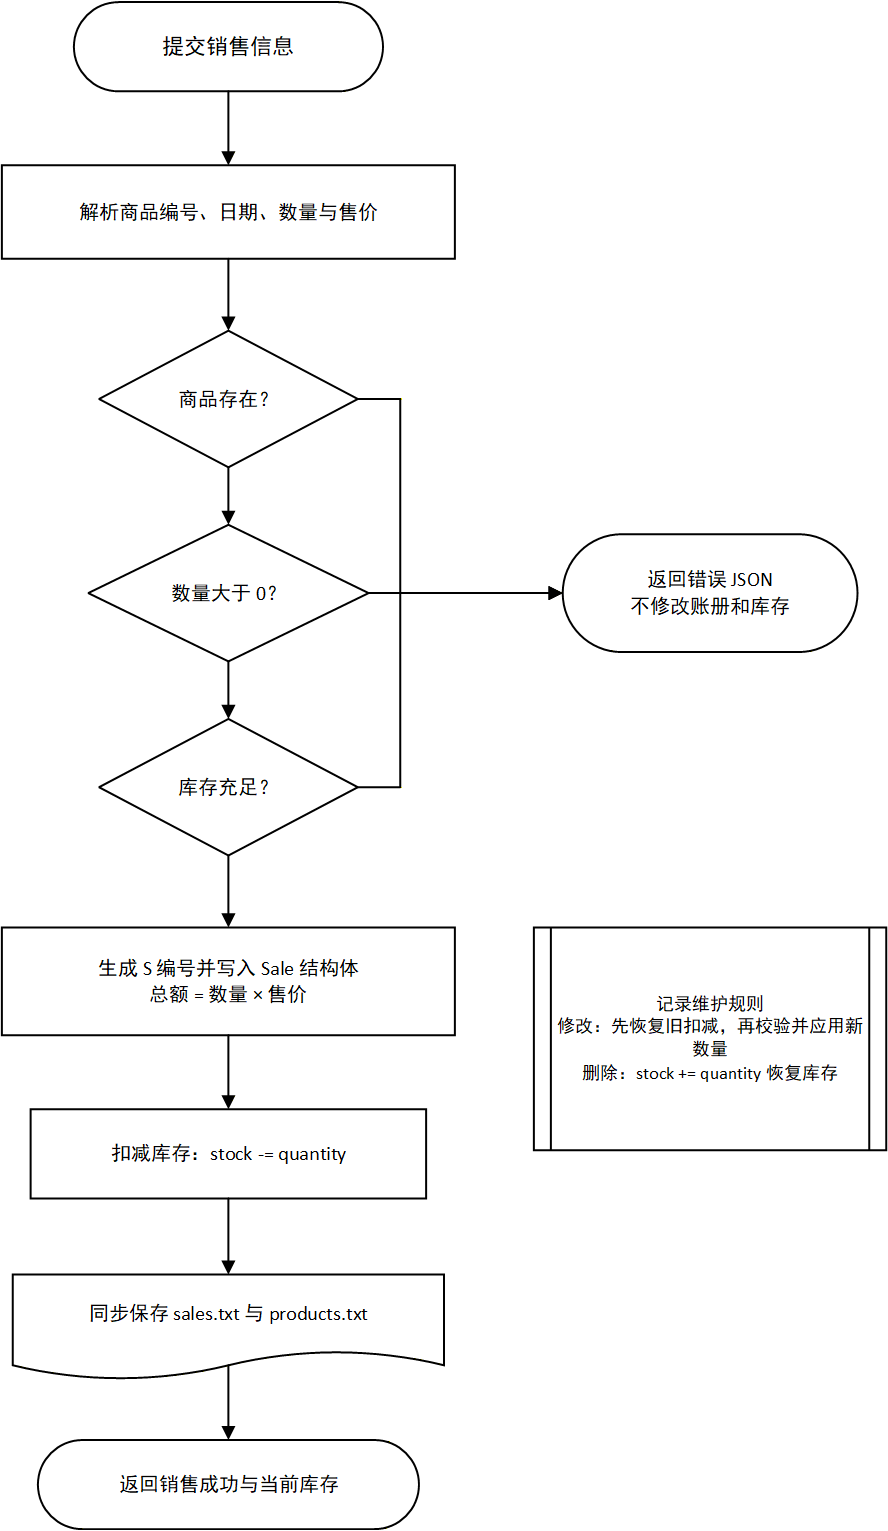 提交销售信息
解析商品编号、日期、数量与售价
商品存在?
数量大于 0?
返回错误 JSON
不修改账册和库存
库存充足?
生成 S 编号并写入 Sale 结构体
总额 = 数量 × 售价
记录维护规则
修改：先恢复旧扣减，再校验并应用新
数量
删除：stock += quantity 恢复库存
扣减库存：stock -= quantity
同步保存 sales.txt 与 products.txt
返回销售成功与当前库存